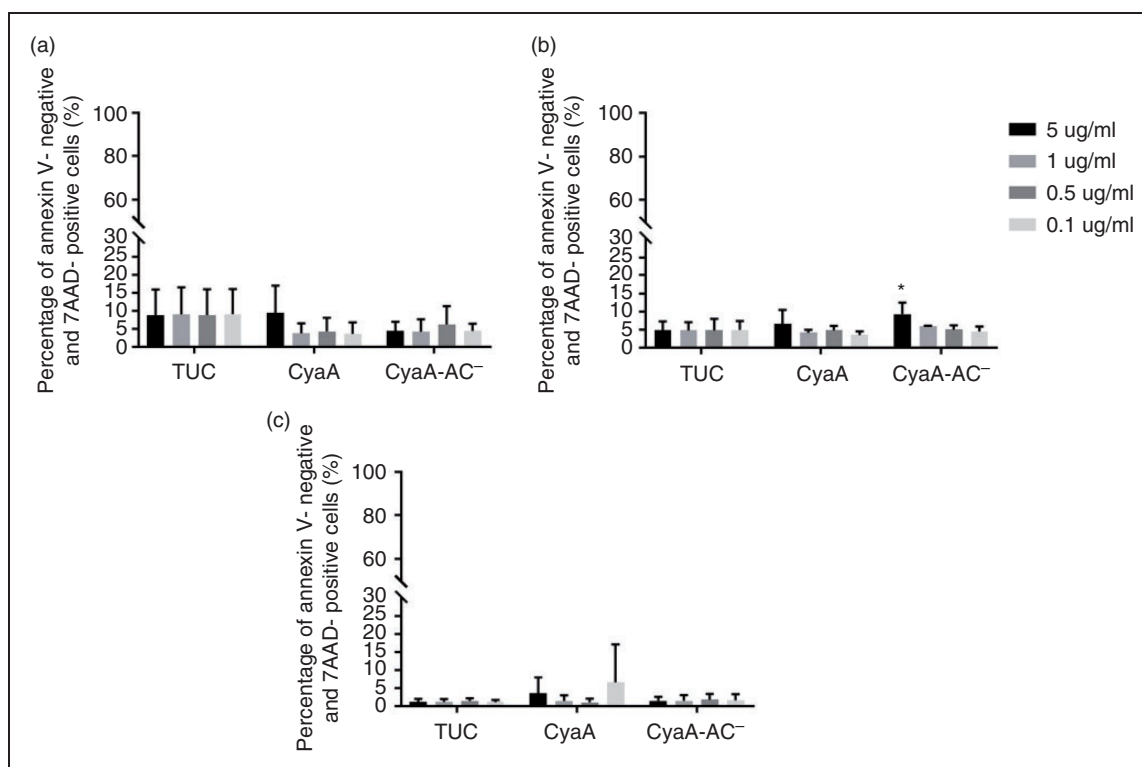 (a)
Percentage of annexin V- negative
and 7AAD- positive cells (%)
100
80
60
30
25
20
15
10
5
0
TUC
CyaA
CyaA-AC⁻
(b)
Percentage of annexin V- negative
and 7AAD- positive cells (%)
100
80
60
30
25
20
15
10
5
0
*
TUC
CyaA
CyaA-AC⁻
5 ug/ml
1 ug/ml
0.5 ug/ml
0.1 ug/ml
(c)
Percentage of annexin V- negative
and 7AAD- positive cells (%)
100
80
60
30
25
20
15
10
5
0
TUC
CyaA
CyaA-AC⁻